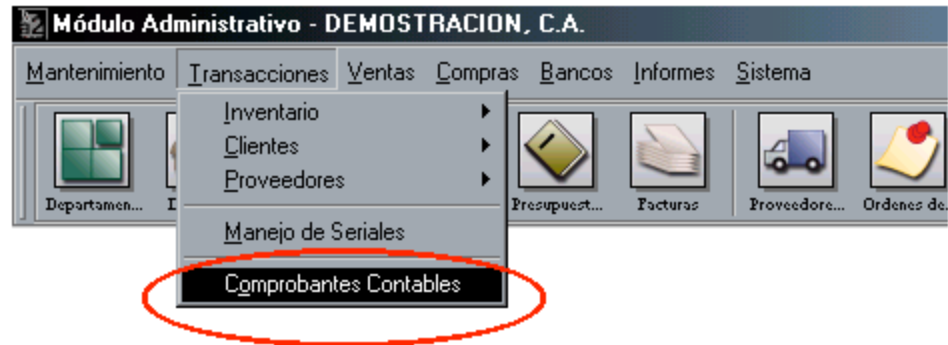 Módulo Administrativo - DEMOSTRACION, C.A.
Mantenimiento Transacciones Ventas Compras Bancos Informes Sistema
Inventario
Clientes
Proveedores
Manejo de Seriales
Comprobantes Contables
Departamen... Presupuest... Facturas Proveedore... Ordenes de.